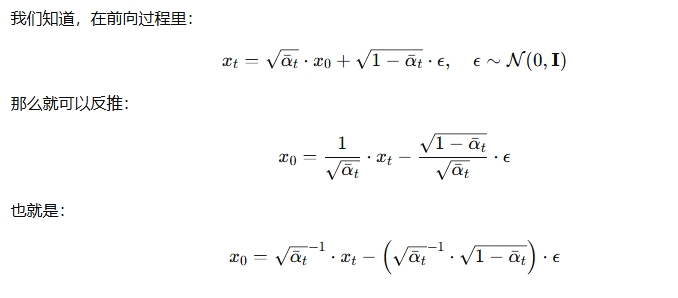 我们知道，在前向过程里：
$x_t = \sqrt{\bar{\alpha}_t} \cdot x_0 + \sqrt{1 - \bar{\alpha}_t} \cdot \epsilon, \quad \epsilon \sim \mathcal{N}(0, \mathbf{I})$
那么就可以反推：
$x_0 = \frac{1}{\sqrt{\bar{\alpha}_t}} \cdot x_t - \frac{\sqrt{1 - \bar{\alpha}_t}}{\sqrt{\bar{\alpha}_t}} \cdot \epsilon$
也就是：
$x_0 = \sqrt{\bar{\alpha}_t}^{-1} \cdot x_t - \left( \sqrt{\bar{\alpha}_t}^{-1} \cdot \sqrt{1 - \bar{\alpha}_t} \right) \cdot \epsilon$